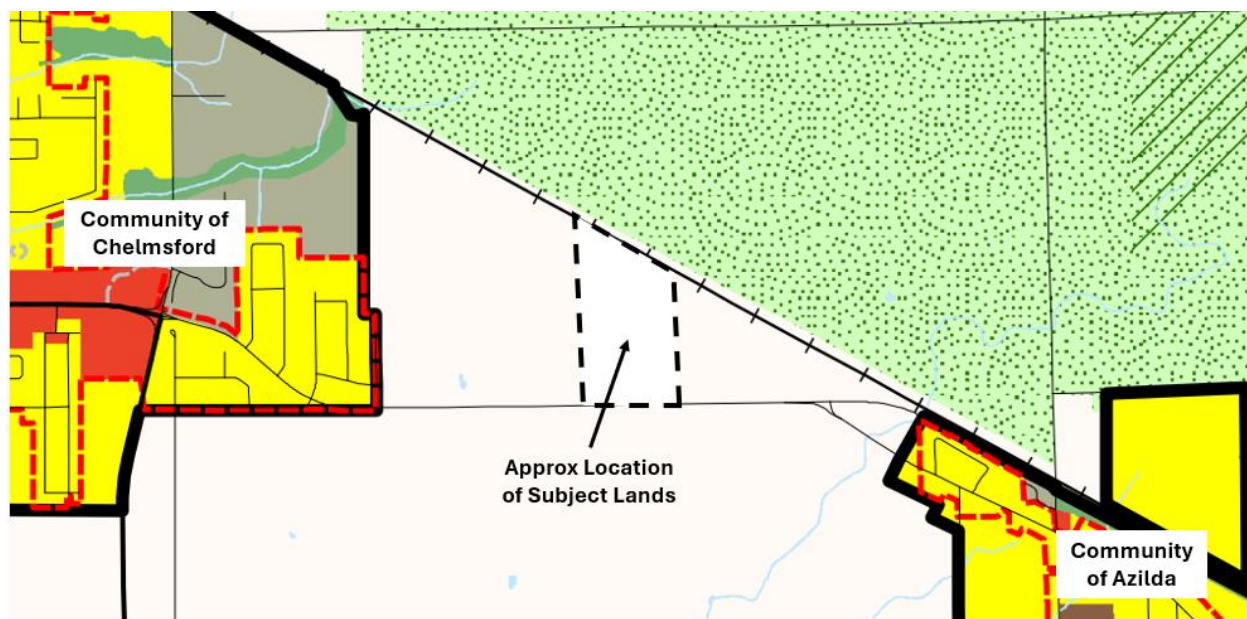 Community of
Chelmsford
Approx Location
of Subject Lands
Community
of Azilda